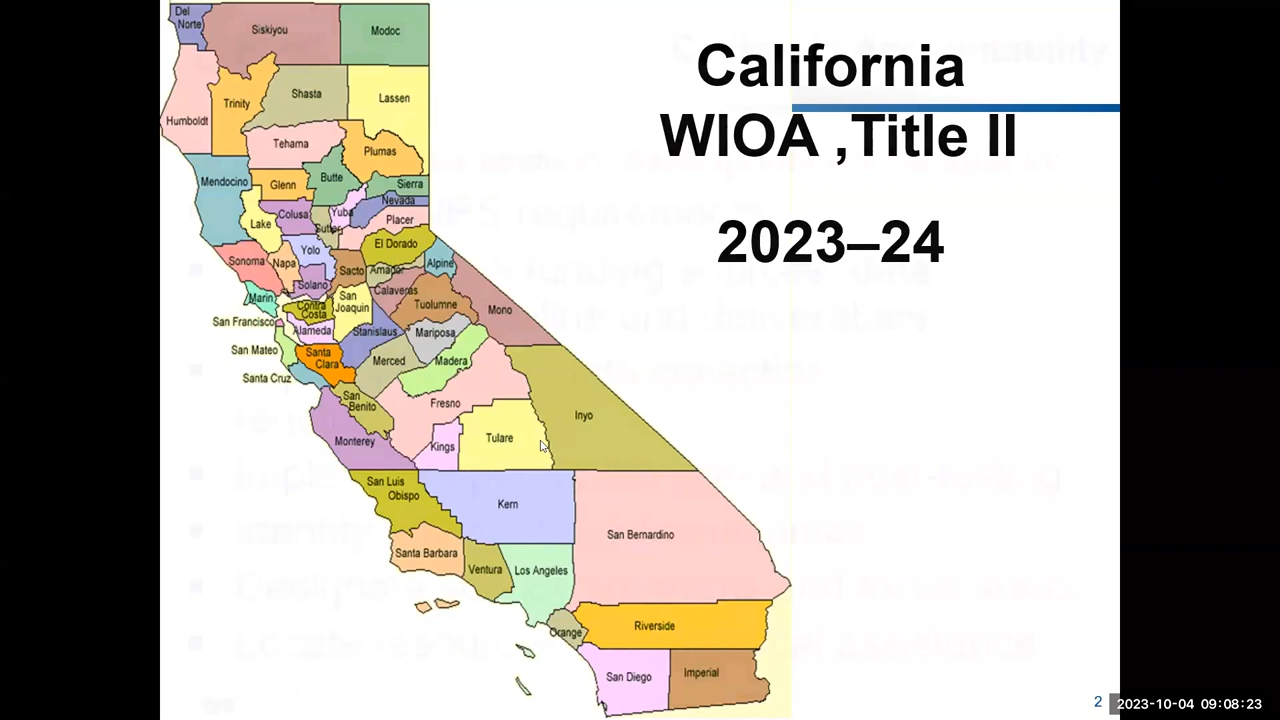 California
WIOA ,Title II
2023–24
Del
Norte
Siskiyou
Modoc
Humboldt
Trinity
Shasta
Lassen
Tehama
Plumas
Mendocino
Glenn
Butte
Sierra
Lake
Colusa
Sutter
Yuba
Nevada
Placer
El Dorado
Sonoma
Napa
Yolo
Sacto
Amador
Alpine
Solano
Marin
Contra
Costa
San
Joaquin
Calaveras
Tuolumne
Mono
San Francisco
Alameda
Stanislaus
Mariposa
San Mateo
Santa
Clara
Merced
Madera
Santa Cruz
San
Benito
Fresno
Inyo
Monterey
Kings
Tulare
San Luis
Obispo
Kern
San Bernardino
Santa Barbara
Ventura
Los Angeles
Orange
Riverside
San Diego
Imperial
2
2023-10-04 09:08:23